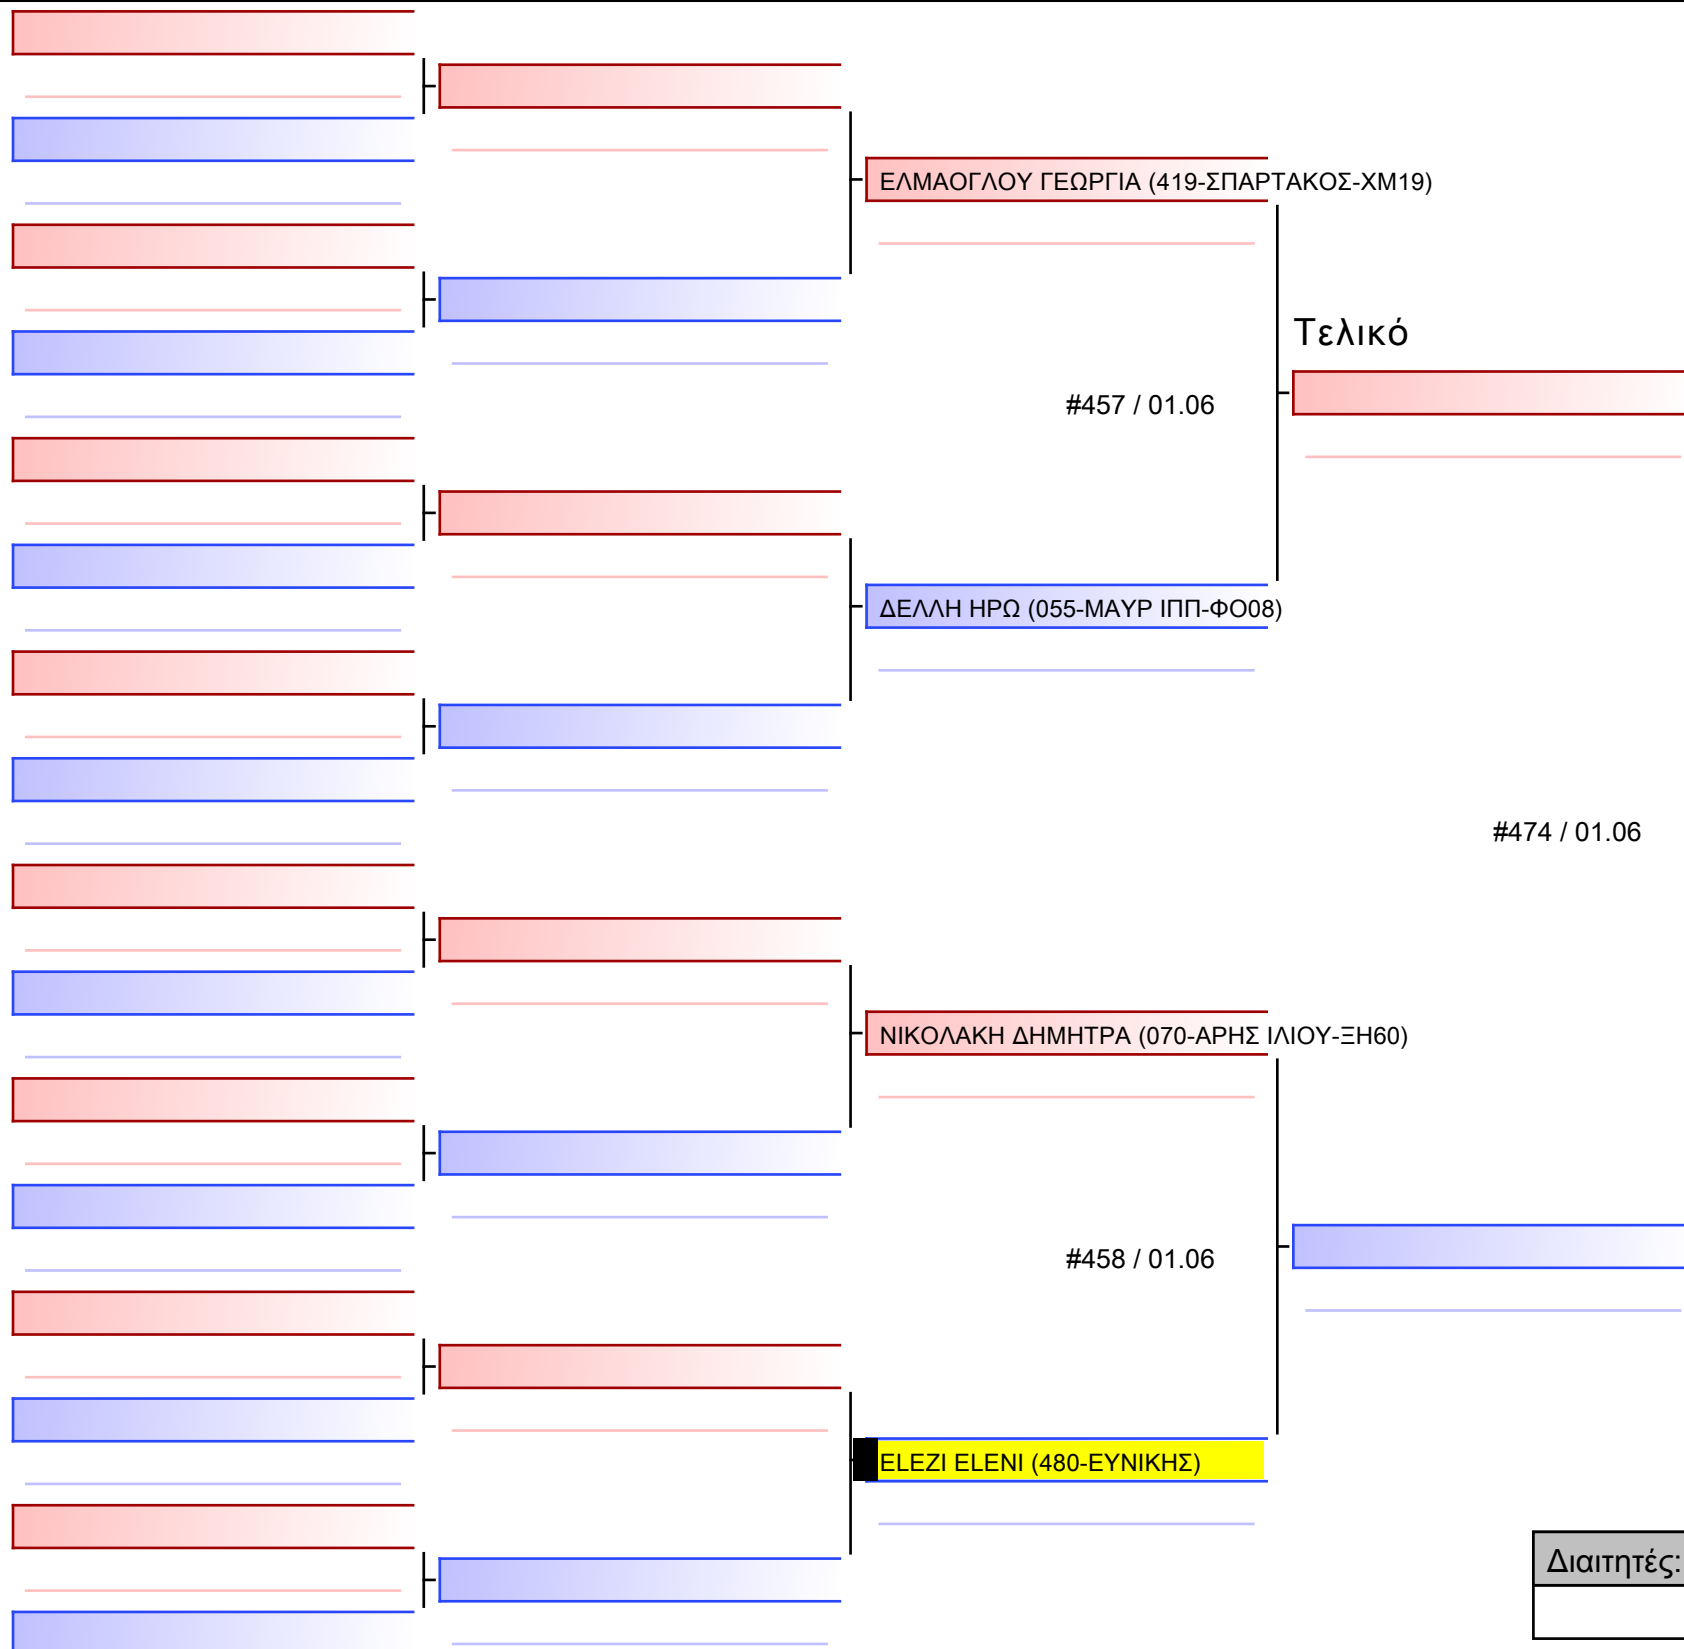 ΕΛΜΑΟΓΛΟΥ ΓΕΩΡΓΙΑ (419-ΣΠΑΡΤΑΚΟΣ-ΧΜ19)
Τελικό
#457 / 01.06
ΔΕΛΛΗ ΗΡΩ (055-ΜΑΥΡ ΙΠΠ-ΦΟ08)
#474 / 01.06
ΝΙΚΟΛΑΚΗ ΔΗΜΗΤΡΑ (070-ΑΡΗΣ ΙΛΙΟΥ-ΞΗ60)
#458 / 01.06
ELEZI ELENI (480-ΕΥΝΙΚΗΣ)
Διαιτητές: